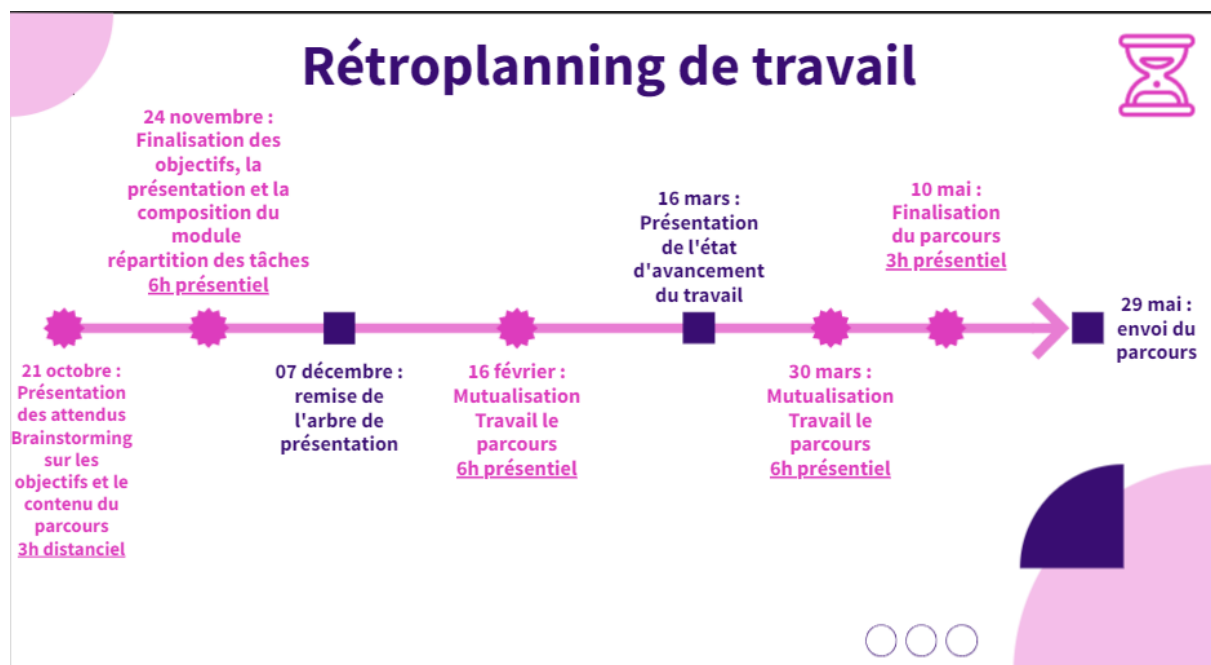 Rétroplanning de travail
24 novembre :
Finalisation des
objectifs, la
présentation et la
composition du
module
répartition des tâches
6h présentiel
16 mars :
Présentation
de l'état
d'avancement
du travail
10 mai :
Finalisation
du parcours
3h présentiel
29 mai :
envoi du
parcours
21 octobre :
Présentation
des attendus
Brainstorming
sur les
objectifs et le
contenu du
parcours
3h distanciel
07 décembre :
remise de
l'arbre de
présentation
16 février :
Mutualisation
Travail le
parcours
6h présentiel
30 mars :
Mutualisation
Travail le
parcours
6h présentiel